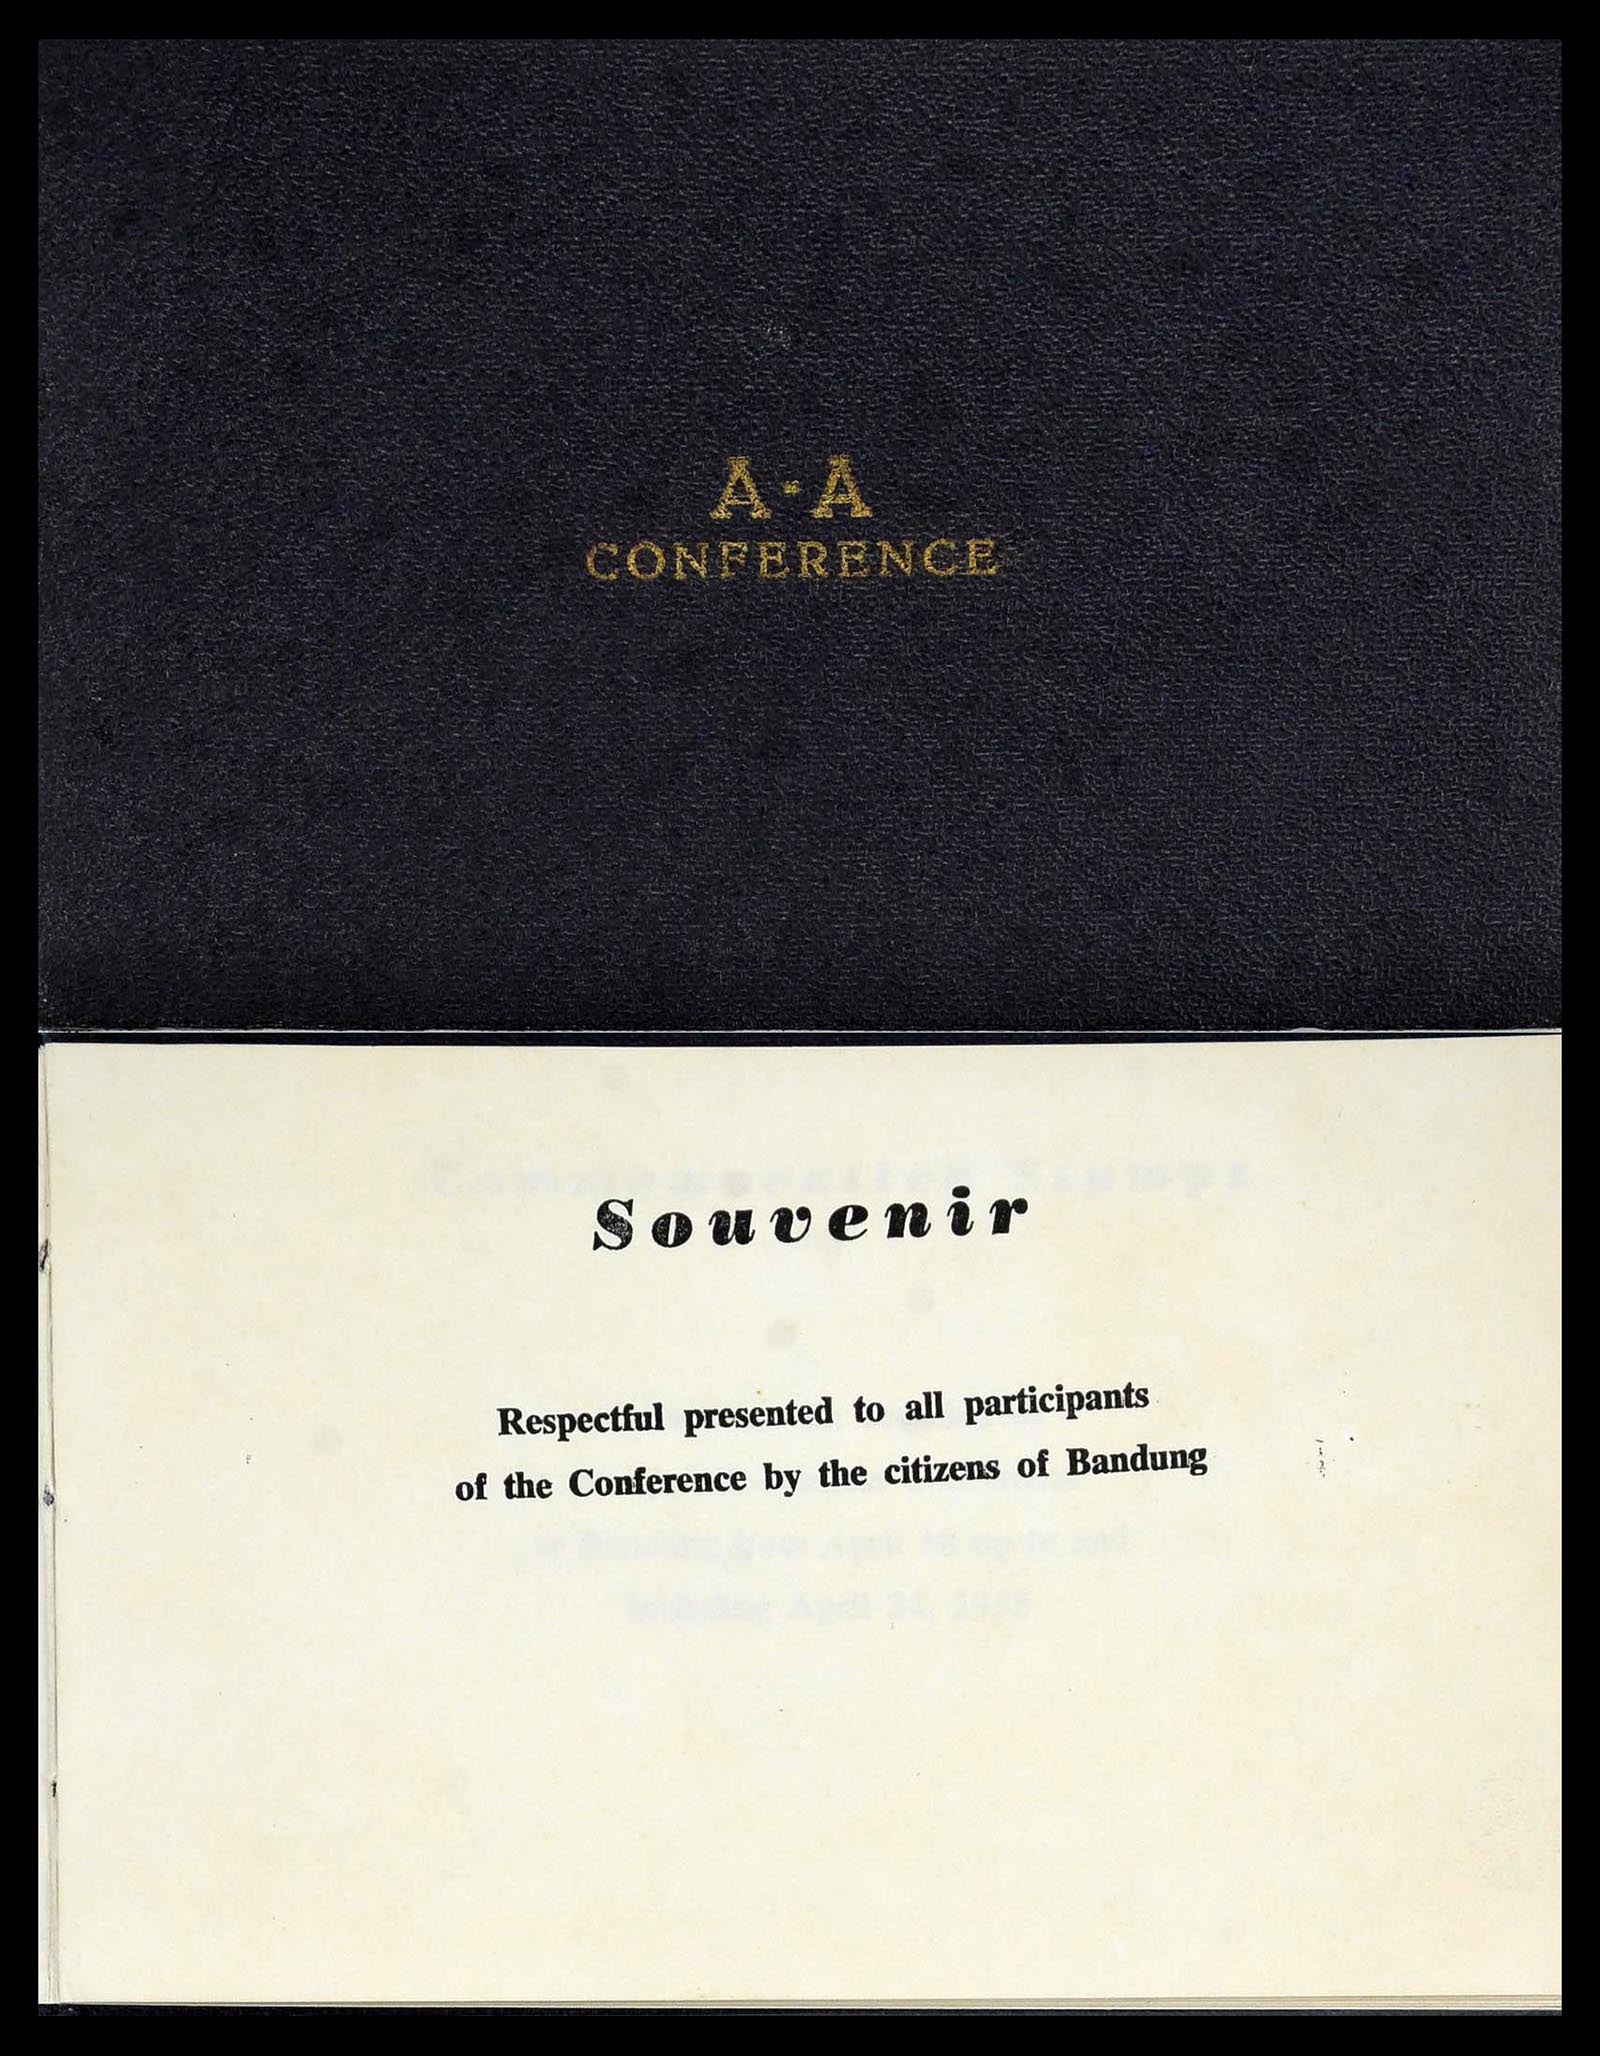 A-A
CONFERENCE
Souvenir
Respectful presented to all participants
of the Conference by the citizens of Bandung